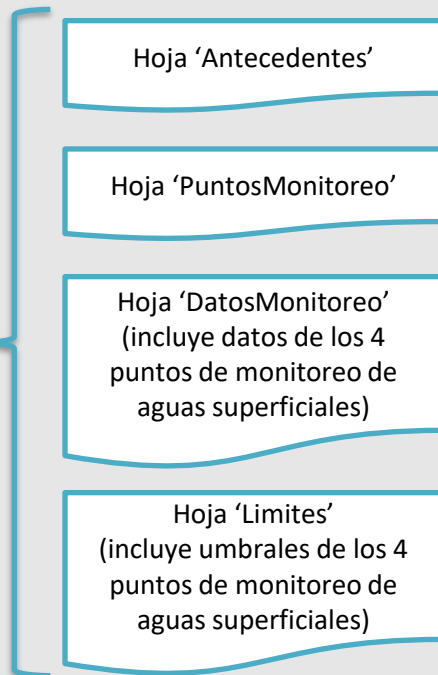 Hoja ‘Antecedentes’
Hoja ‘PuntosMonitoreo’
Hoja ‘DatosMonitoreo’
(incluye datos de los 4
puntos de monitoreo de
aguas superficiales)
Hoja ‘Limites’
(incluye umbrales de los 4
puntos de monitoreo de
aguas superficiales)